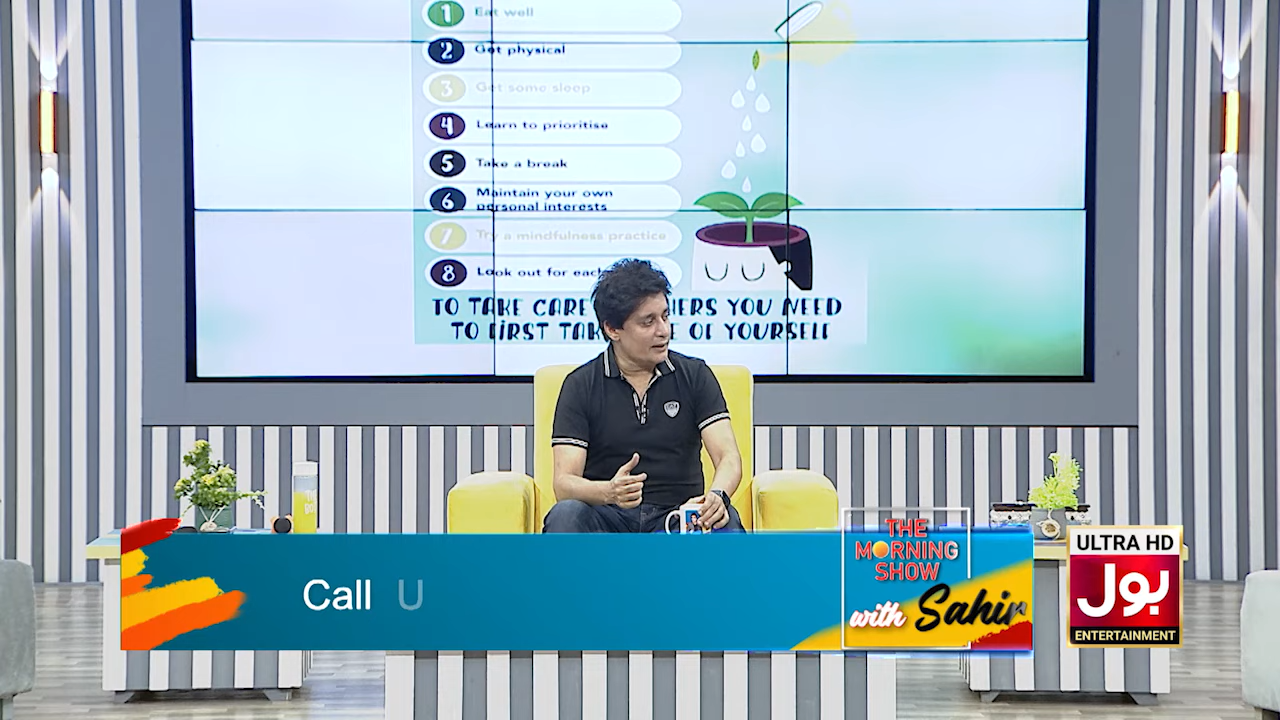 1 Eat well
2 Get physical
3 Get some sleep
4 Learn to prioritise
5 Take a break
6 Maintain your own
personal interests
7 Try a mindfulness practice
8 Look out for each
TO TAKE CARE HERS YOU NEED
TO FIRST TAK E OF YOURSELF
THE
MORNING
SHOW
with Sahir
Call U
ULTRA HD
بول
ENTERTAINMENT